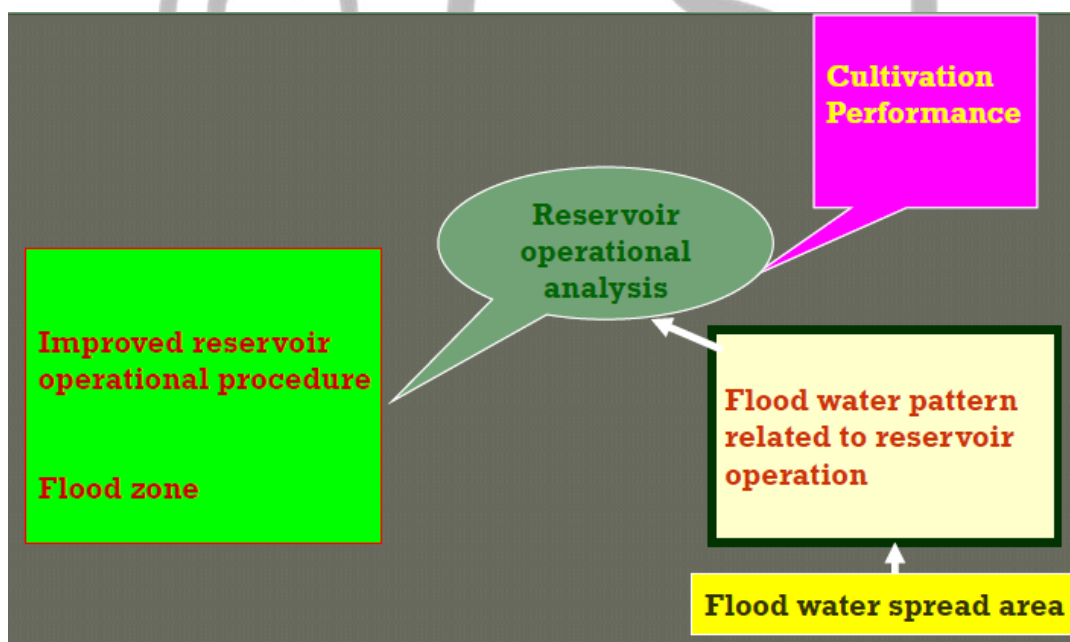 Cultivation
Performance
Reservoir
operational
analysis
Improved reservoir
operational procedure
Flood zone
Flood water pattern
related to reservoir
operation
Flood water spread area